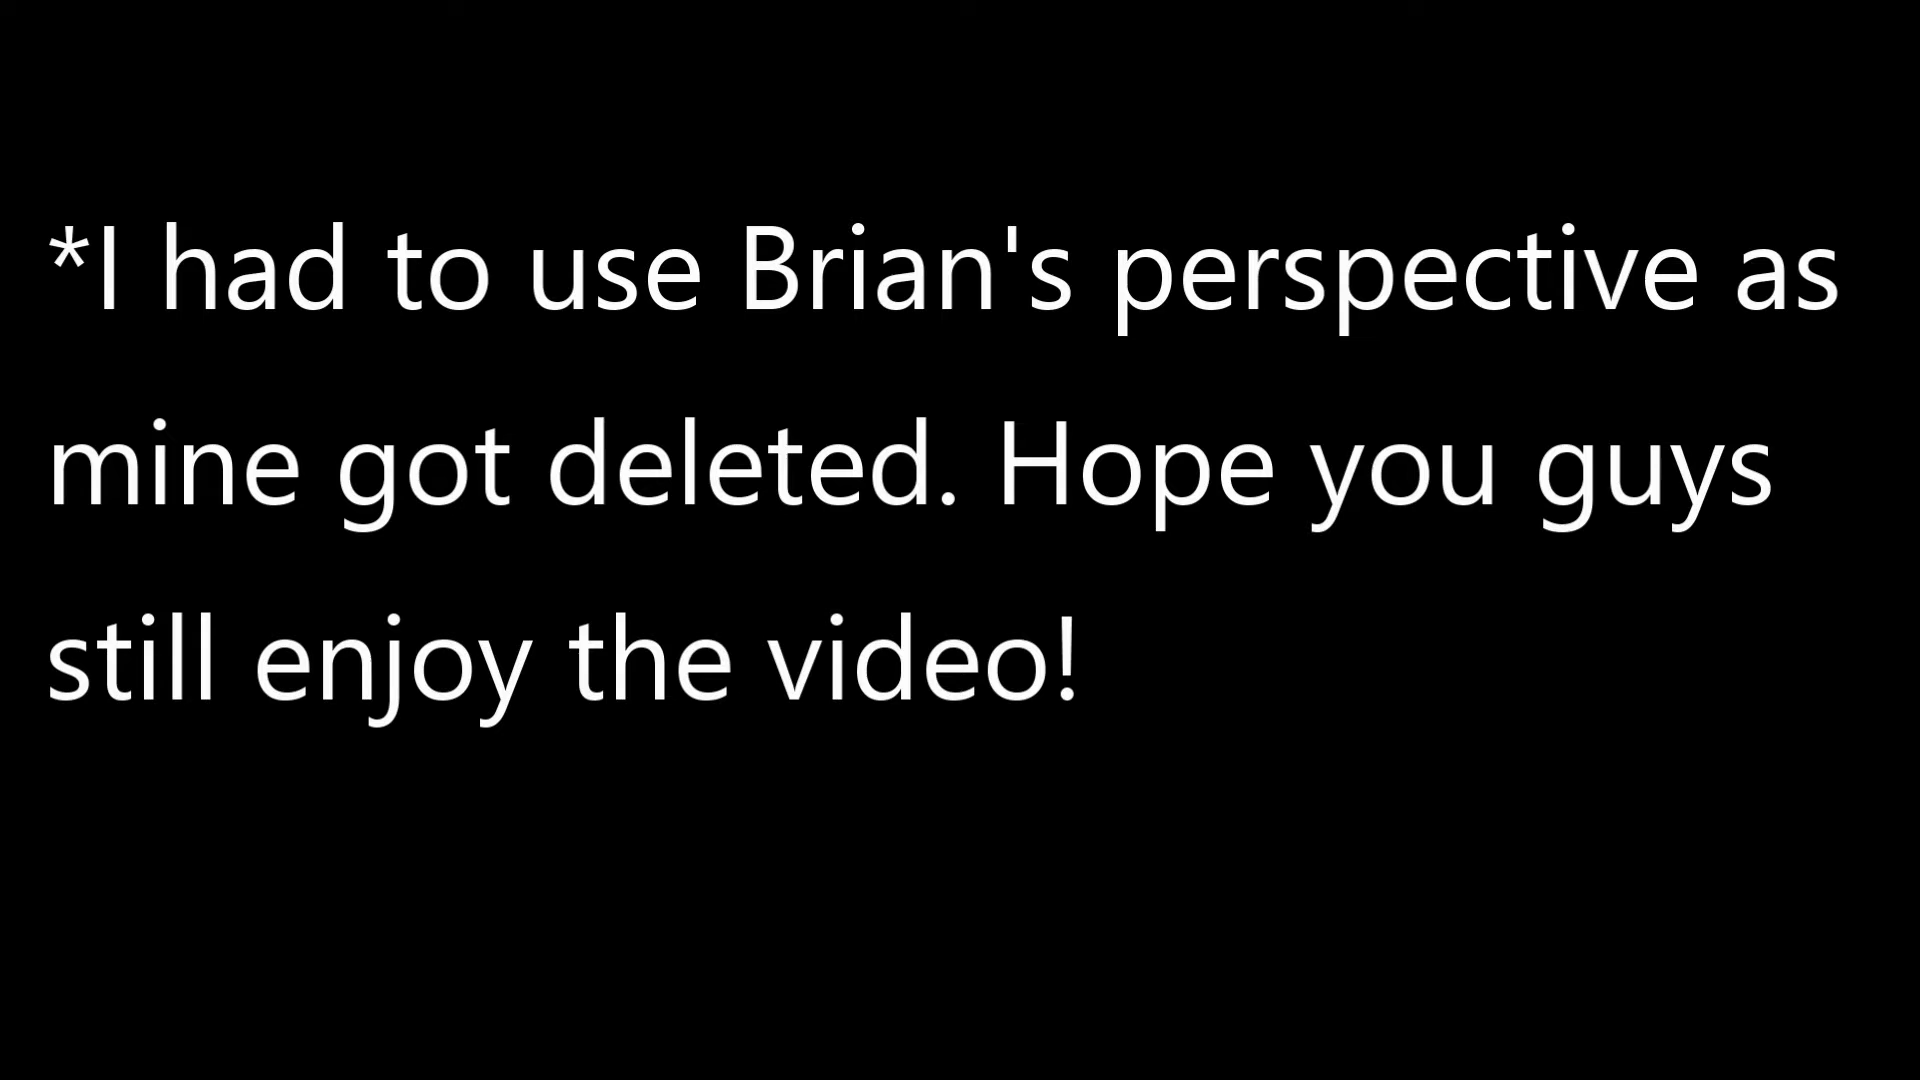 *I had to use Brian's perspective as
mine got deleted. Hope you guys
still enjoy the video!